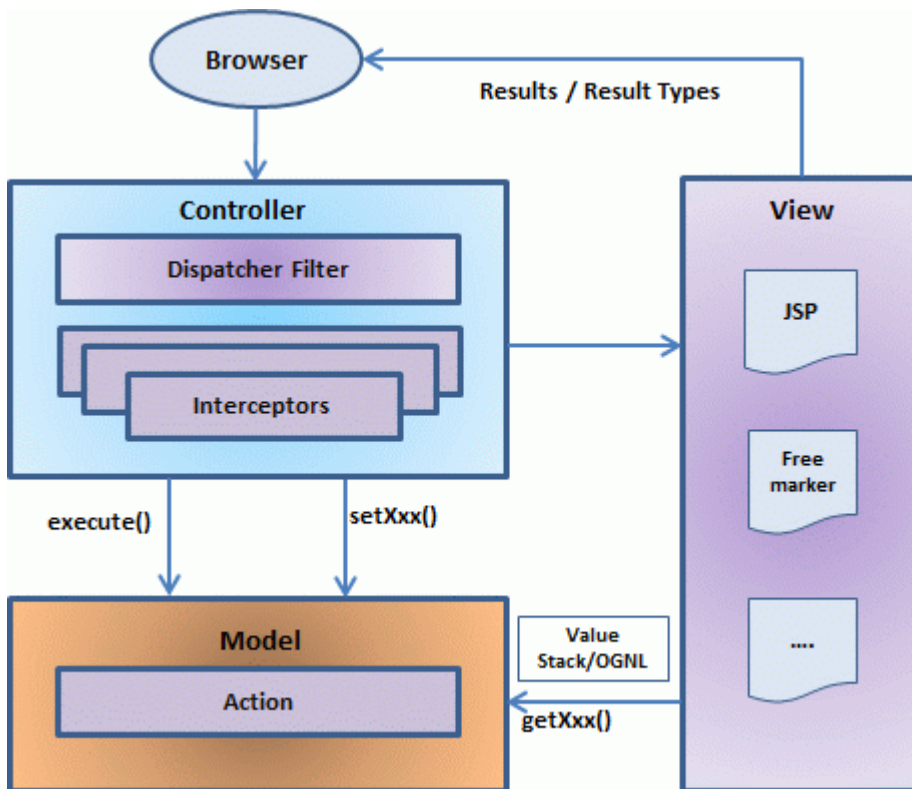 Browser
Results / Result Types
Controller
Dispatcher Filter
Interceptors
View
JSP
Free
marker
....
execute()
setXxx()
Model
Action
Value
Stack/OGNL
getXxx()